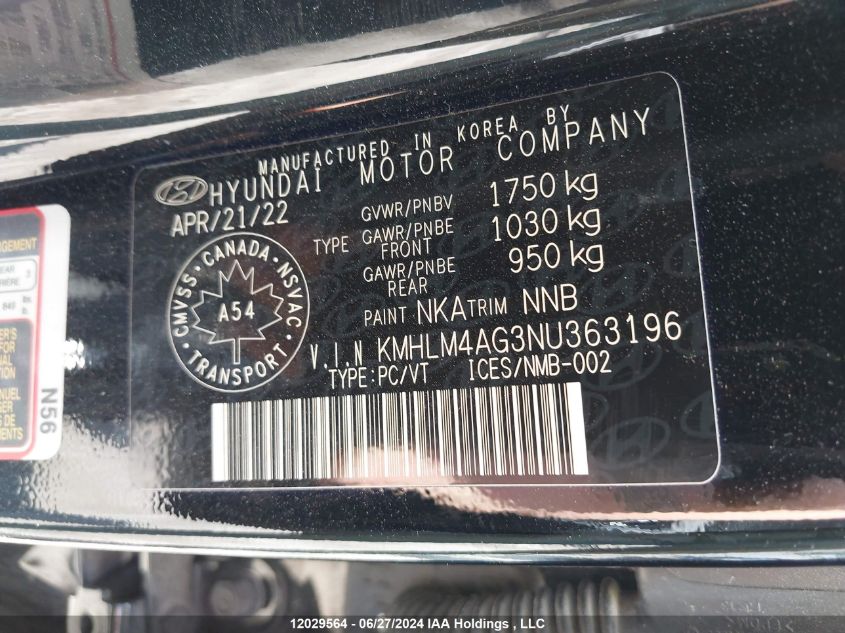 MANUFACTURED IN KOREA BY
HYUNDAI MOTOR COMPANY
APR/21/22
GVWR/PNBV 1750 kg
TYPE GAWR/PNBE FRONT 1030 kg
GAWR/PNBE REAR 950 kg
PAINT NKA TRIM NNB
V.I.N KMHLM4AG3NU363196
TYPE:PC/VT ICES/NMB-002
CMVSS · CANADA · NSVAC
A54
TRANSPORT
3
N56
12029564 - 06/27/2024 IAA Holdings, LLC